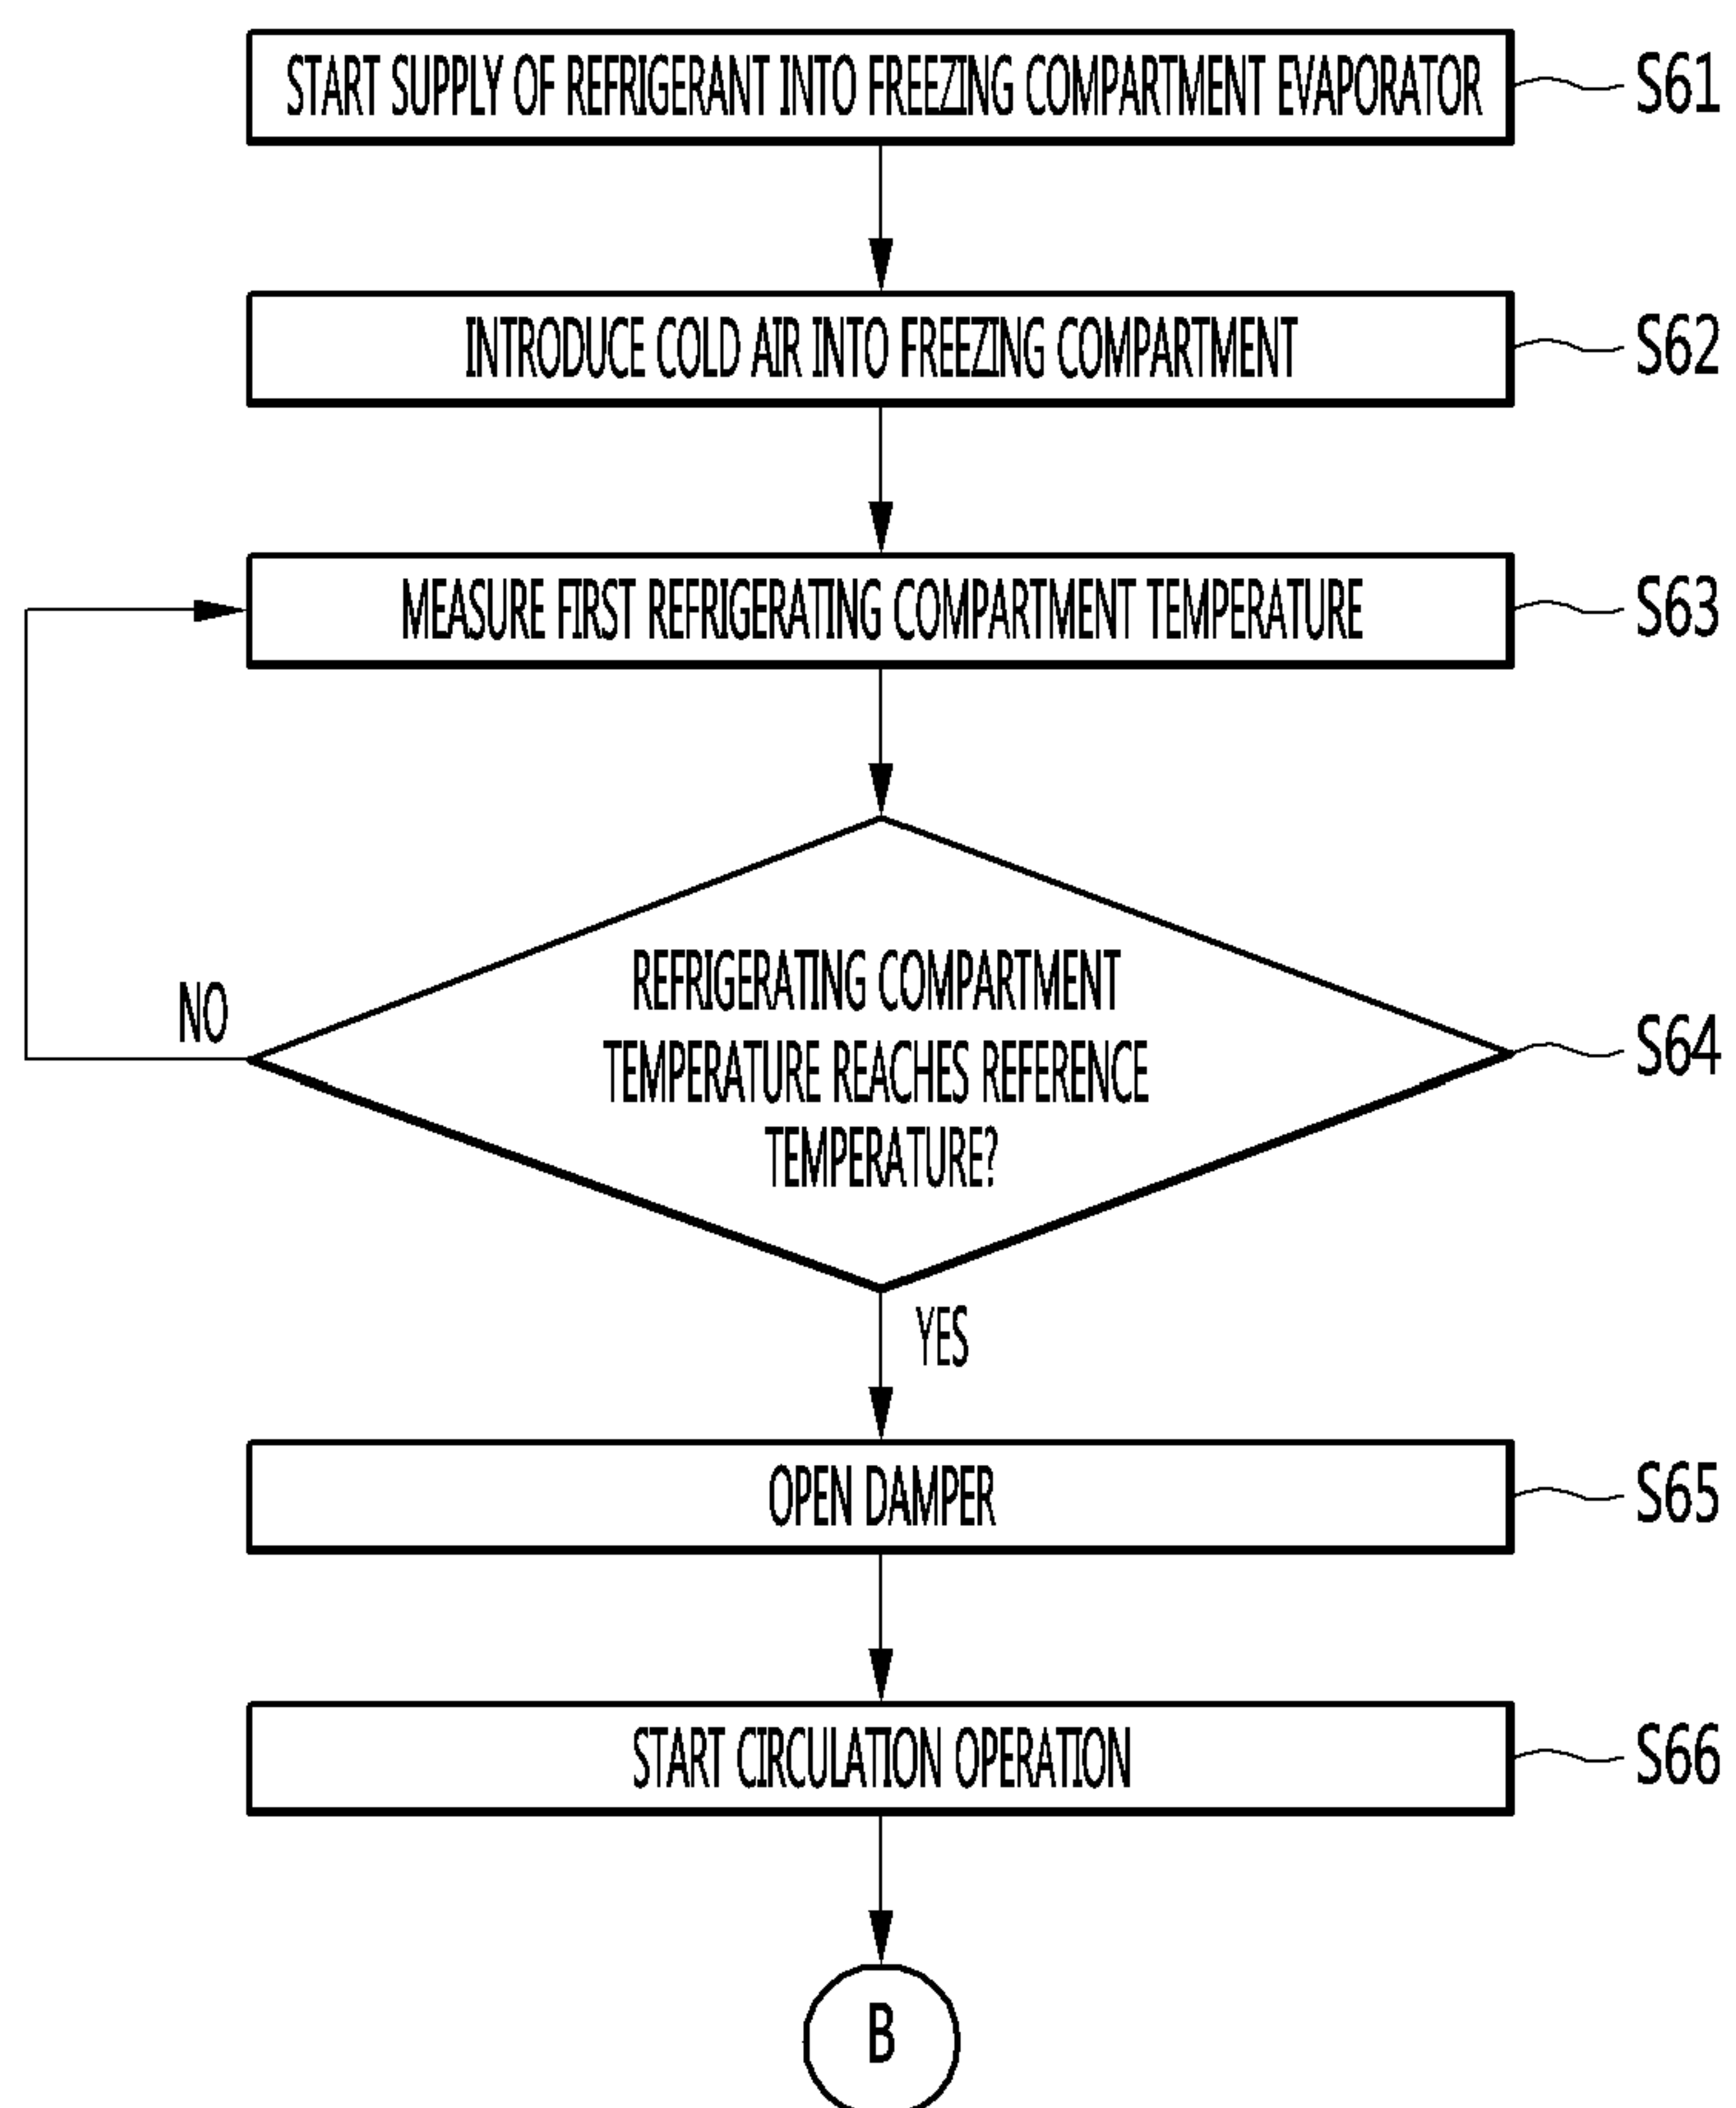 START SUPPLY OF REFRIGERANT INTO FREEZING COMPARTMENT EVAPORATOR
S61
INTRODUCE COLD AIR INTO FREEZING COMPARTMENT
S62
MEASURE FIRST REFRIGERATING COMPARTMENT TEMPERATURE
S63
REFRIGERATING COMPARTMENT
TEMPERATURE REACHES REFERENCE
TEMPERATURE?
S64
NO
YES
OPEN DAMPER
S65
START CIRCULATION OPERATION
S66
B